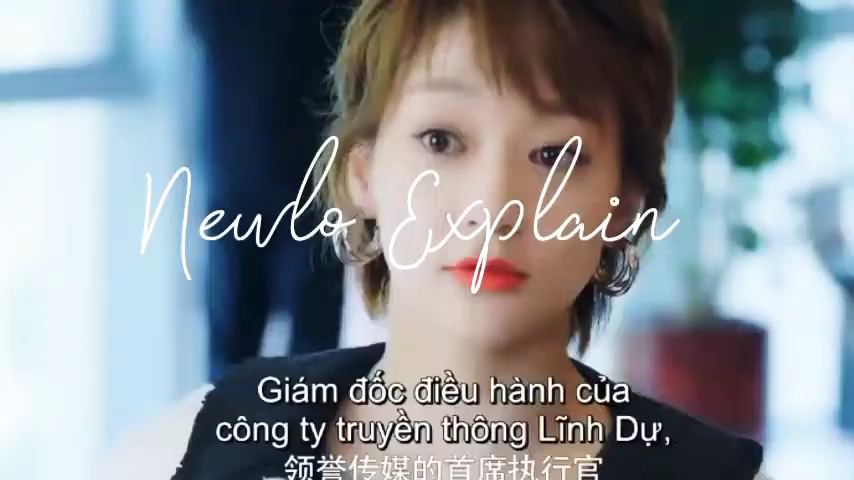 Newlo Explain
Giám đốc điều hành của
công ty truyền thông Lĩnh Dự,
领誉传媒的首席执行官